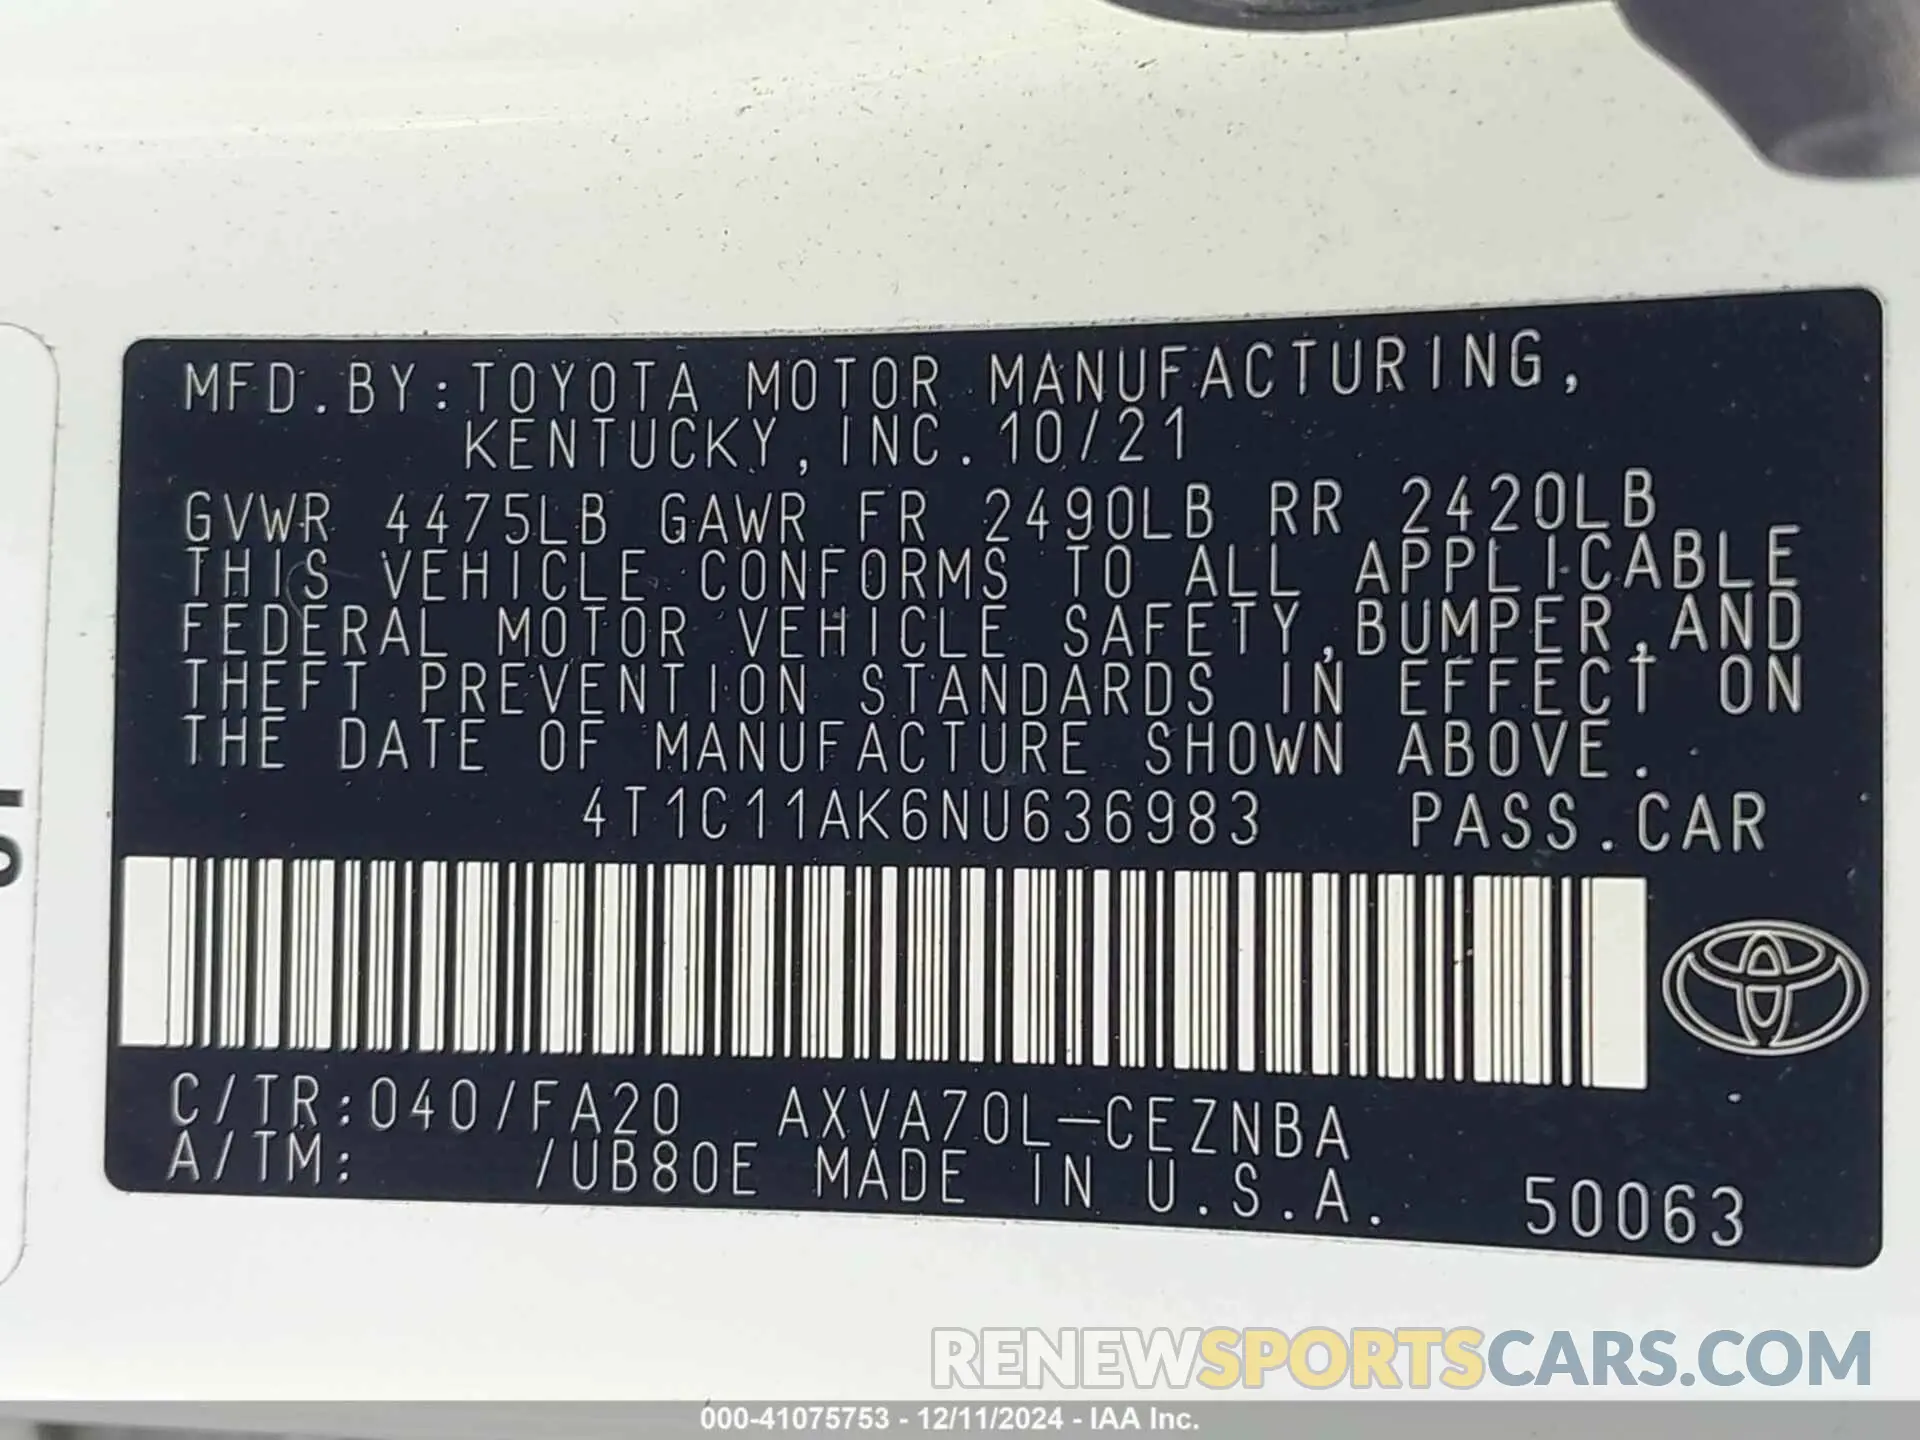 MFD.BY:TOYOTA MOTOR MANUFACTURING,
KENTUCKY, INC. 10/21
GVWR 4475LB GAWR FR 2490LB RR 2420LB
THIS VEHICLE CONFORMS TO ALL APPLICABLE
FEDERAL MOTOR VEHICLE SAFETY,BUMPER,AND
THEFT PREVENTION STANDARDS IN EFFECT ON
THE DATE OF MANUFACTURE SHOWN ABOVE.
4T1C11AK6NU636983 PASS.CAR
C/TR:040/FA20 AXVA70L-CEZNBA
A/TM: /UB80E MADE IN U.S.A. 50063
RENEWSPORTSCARS.COM
000-41075753 - 12/11/2024 - IAA Inc.